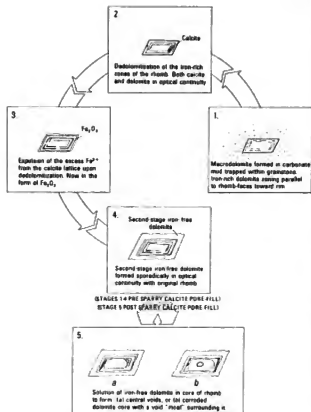 2.
Calcite
Dedolomitization of the iron-rich
zones of the rhomb. Both calcite
and dolomite in optical continuity
3.
Fe₂O₃
Expulsion of the excess Fe²⁺
from the calcite lattice upon
dedolomitization. Now in the
form of Fe₂O₃
1.
Macrodolomite formed in carbonate
mud trapped within grainstone.
Iron-rich dolomite zoning parallel
to rhomb-faces toward rim
4.
Second-stage iron-free
dolomite
Second-stage iron-free dolomite
formed sporadically in optical
continuity with original rhomb
(STAGES 1-4 PRE SPARRY CALCITE PORE-FILL)
(STAGE 5 POST SPARRY CALCITE PORE-FILL)
5.
a
b
Solution of iron-free dolomite in core of rhomb
to form (a) central voids, or (b) corroded
dolomite core with a void "moat" surrounding it